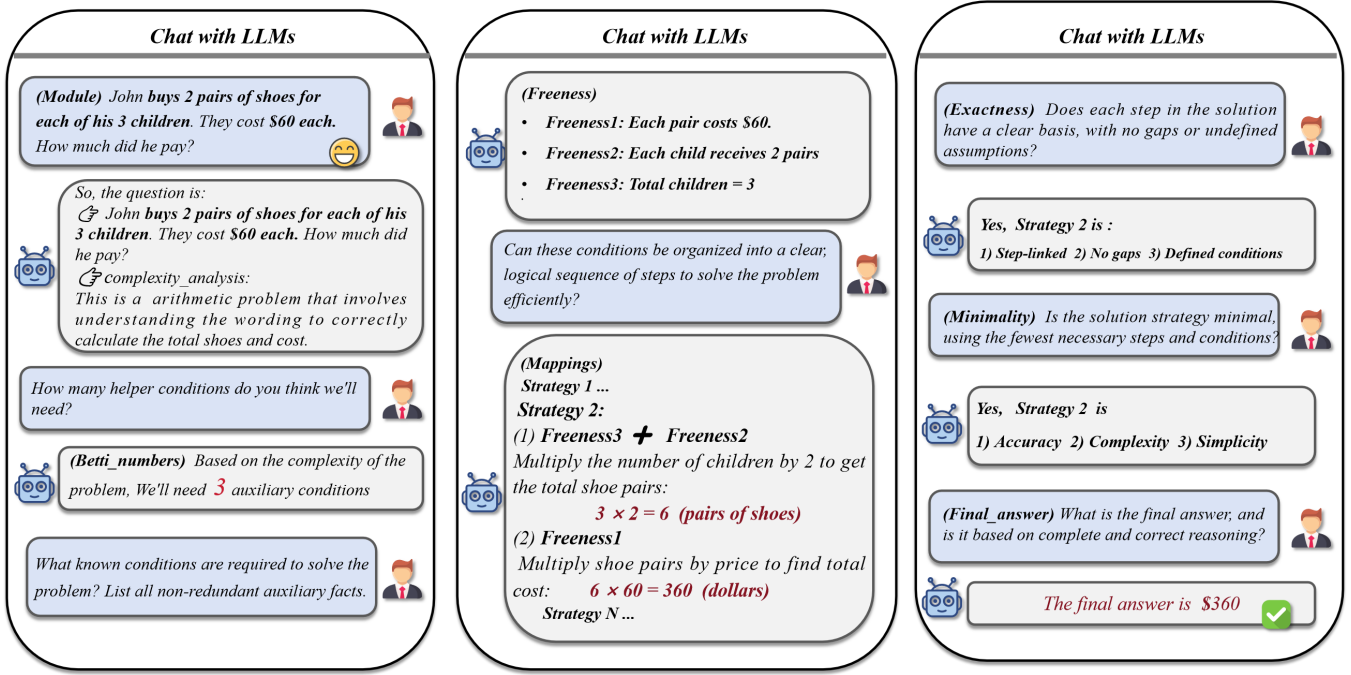 Chat with LLMs
(Module) John buys 2 pairs of shoes for
each of his 3 children. They cost $60 each.
How much did he pay?
So, the question is:
John buys 2 pairs of shoes for each of his
3 children. They cost $60 each. How much did
he pay?
complexity_analysis:
This is a arithmetic problem that involves
understanding the wording to correctly
calculate the total shoes and cost.
How many helper conditions do you think we'll
need?
(Betti_numbers) Based on the complexity of the
problem, We'll need 3 auxiliary conditions
What known conditions are required to solve the
problem? List all non-redundant auxiliary facts.
Chat with LLMs
(Freeness)
• Freeness1: Each pair costs $60.
• Freeness2: Each child receives 2 pairs
• Freeness3: Total children = 3
.
Can these conditions be organized into a clear,
logical sequence of steps to solve the problem
efficiently?
(Mappings)
Strategy 1 ...
Strategy 2:
(1) Freeness3 + Freeness2
Multiply the number of children by 2 to get
the total shoe pairs:
3 × 2 = 6 (pairs of shoes)
(2) Freeness1
Multiply shoe pairs by price to find total
cost: 6 × 60 = 360 (dollars)
Strategy N ...
Chat with LLMs
(Exactness) Does each step in the solution
have a clear basis, with no gaps or undefined
assumptions?
Yes, Strategy 2 is :
1) Step-linked 2) No gaps 3) Defined conditions
(Minimality) Is the solution strategy minimal,
using the fewest necessary steps and conditions?
Yes, Strategy 2 is
1) Accuracy 2) Complexity 3) Simplicity
(Final_answer) What is the final answer, and
is it based on complete and correct reasoning?
The final answer is $360